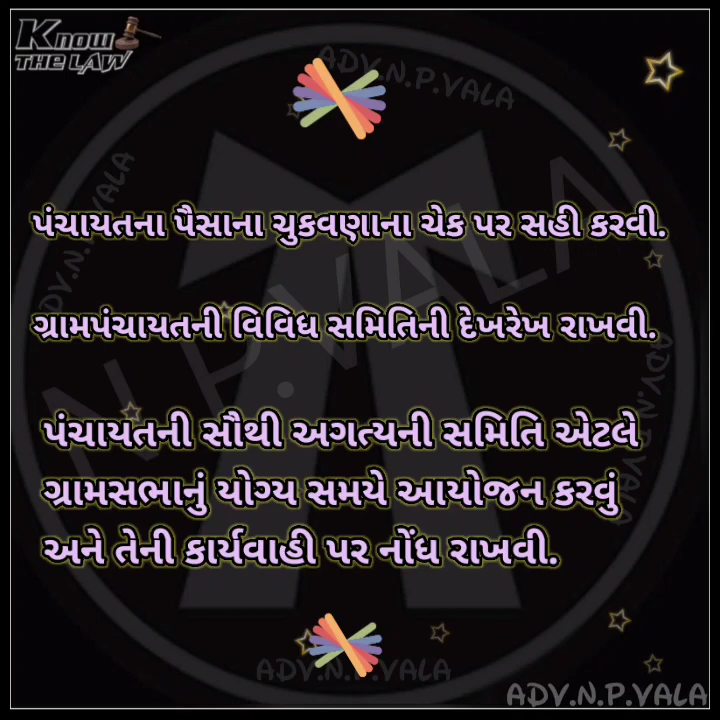 Know
THE LAW
ADV.N.P.VALA
પંચાયતના પૈસાના ચુકવણાના ચેક પર સહી કરવી.
ગ્રામપંચાયતની વિવિધ સમિતિની દેખરેખ રાખવી.
પંચાયતની સૌથી અગત્યની સમિતિ એટલે
ગ્રામસભાનું યોગ્ય સમયે આયોજન કરવું
અને તેની કાર્યવાહી પર નોંધ રાખવી.
ADV.N.P.VALA
ADV.N.P.VALA